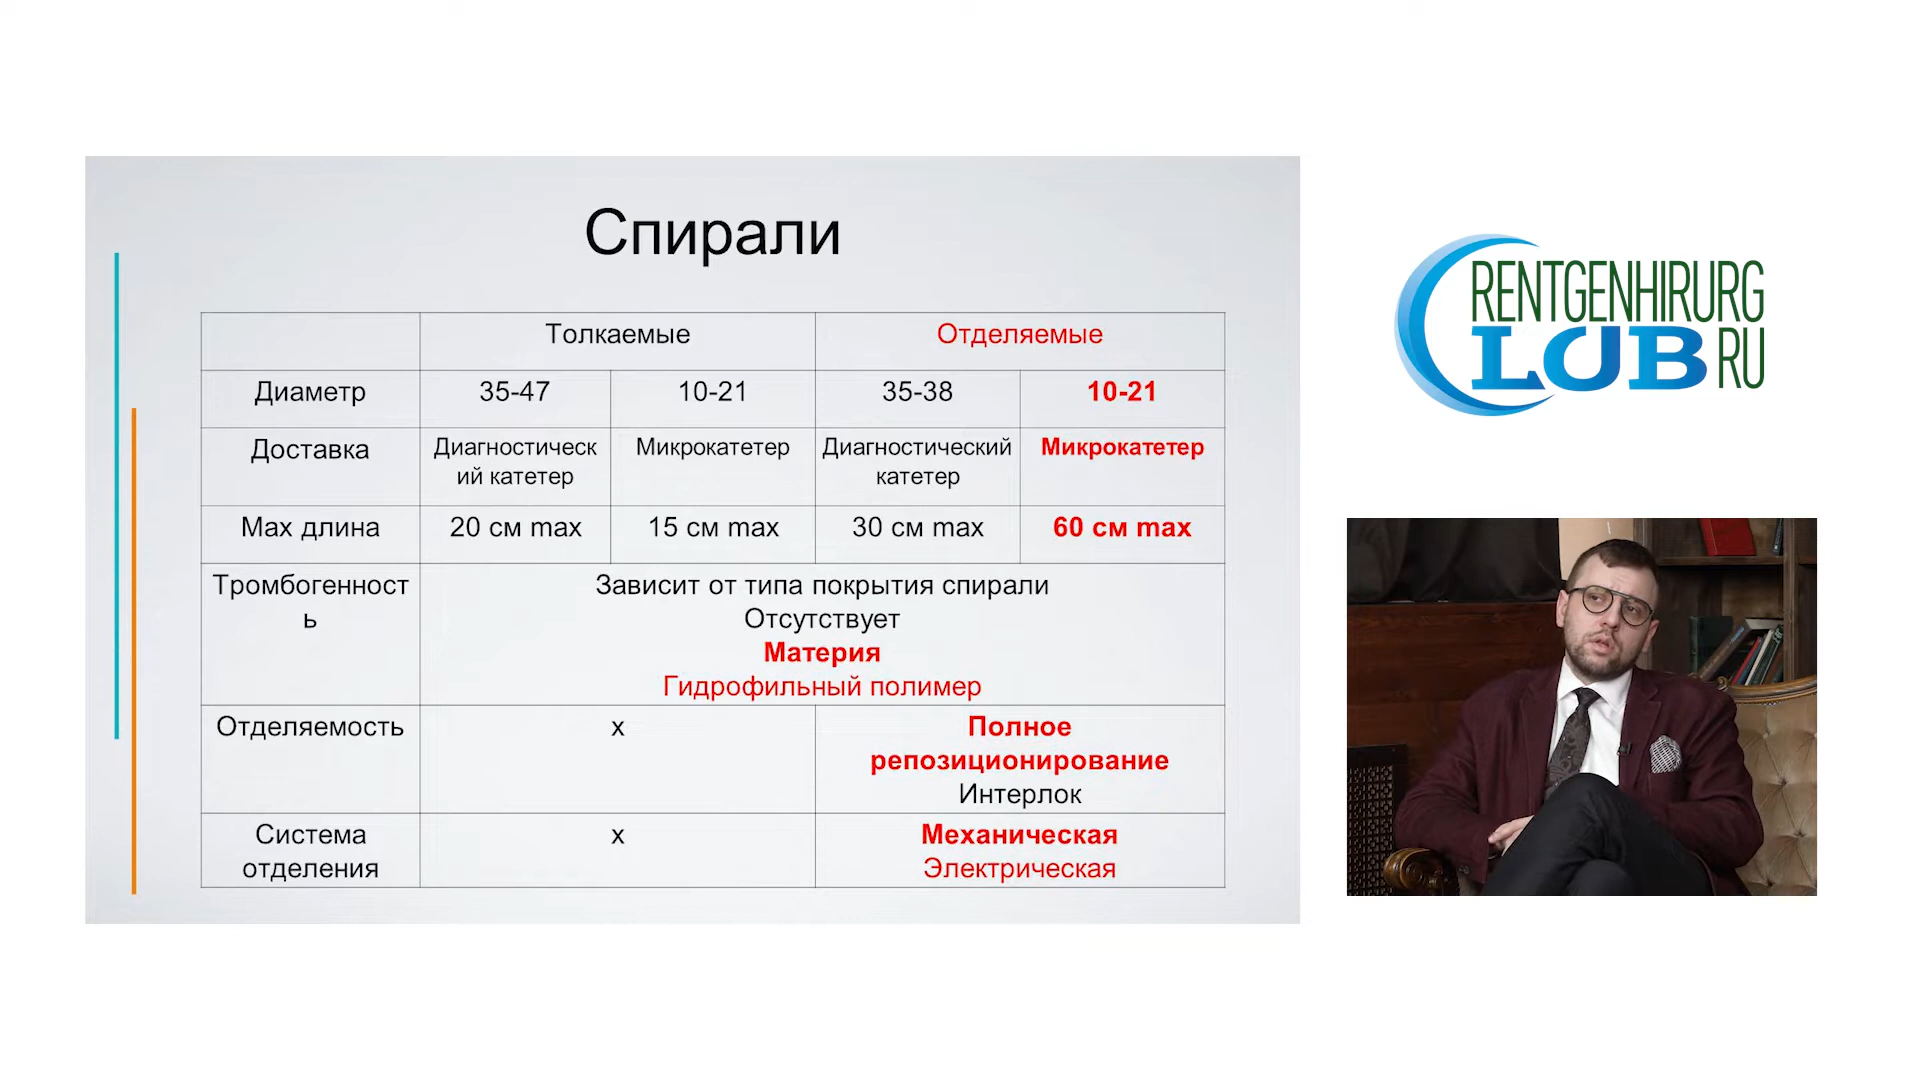 Спирали
Толкаемые
Отделяемые
Диаметр
35-47
10-21
35-38
10-21
Доставка
Диагностическ
ий катетер
Микрокатетер
Диагностический
катетер
Микрокатетер
Мах длина
20 см max
15 см max
30 см max
60 см max
Тромбогенност
ь
Зависит от типа покрытия спирали
Отсутствует
Материя
Гидрофильный полимер
Отделяемость
х
Полное
репозиционирование
Интерлок
Система
отделения
х
Механическая
Электрическая
RENTGENHIRURG
CLUB RU